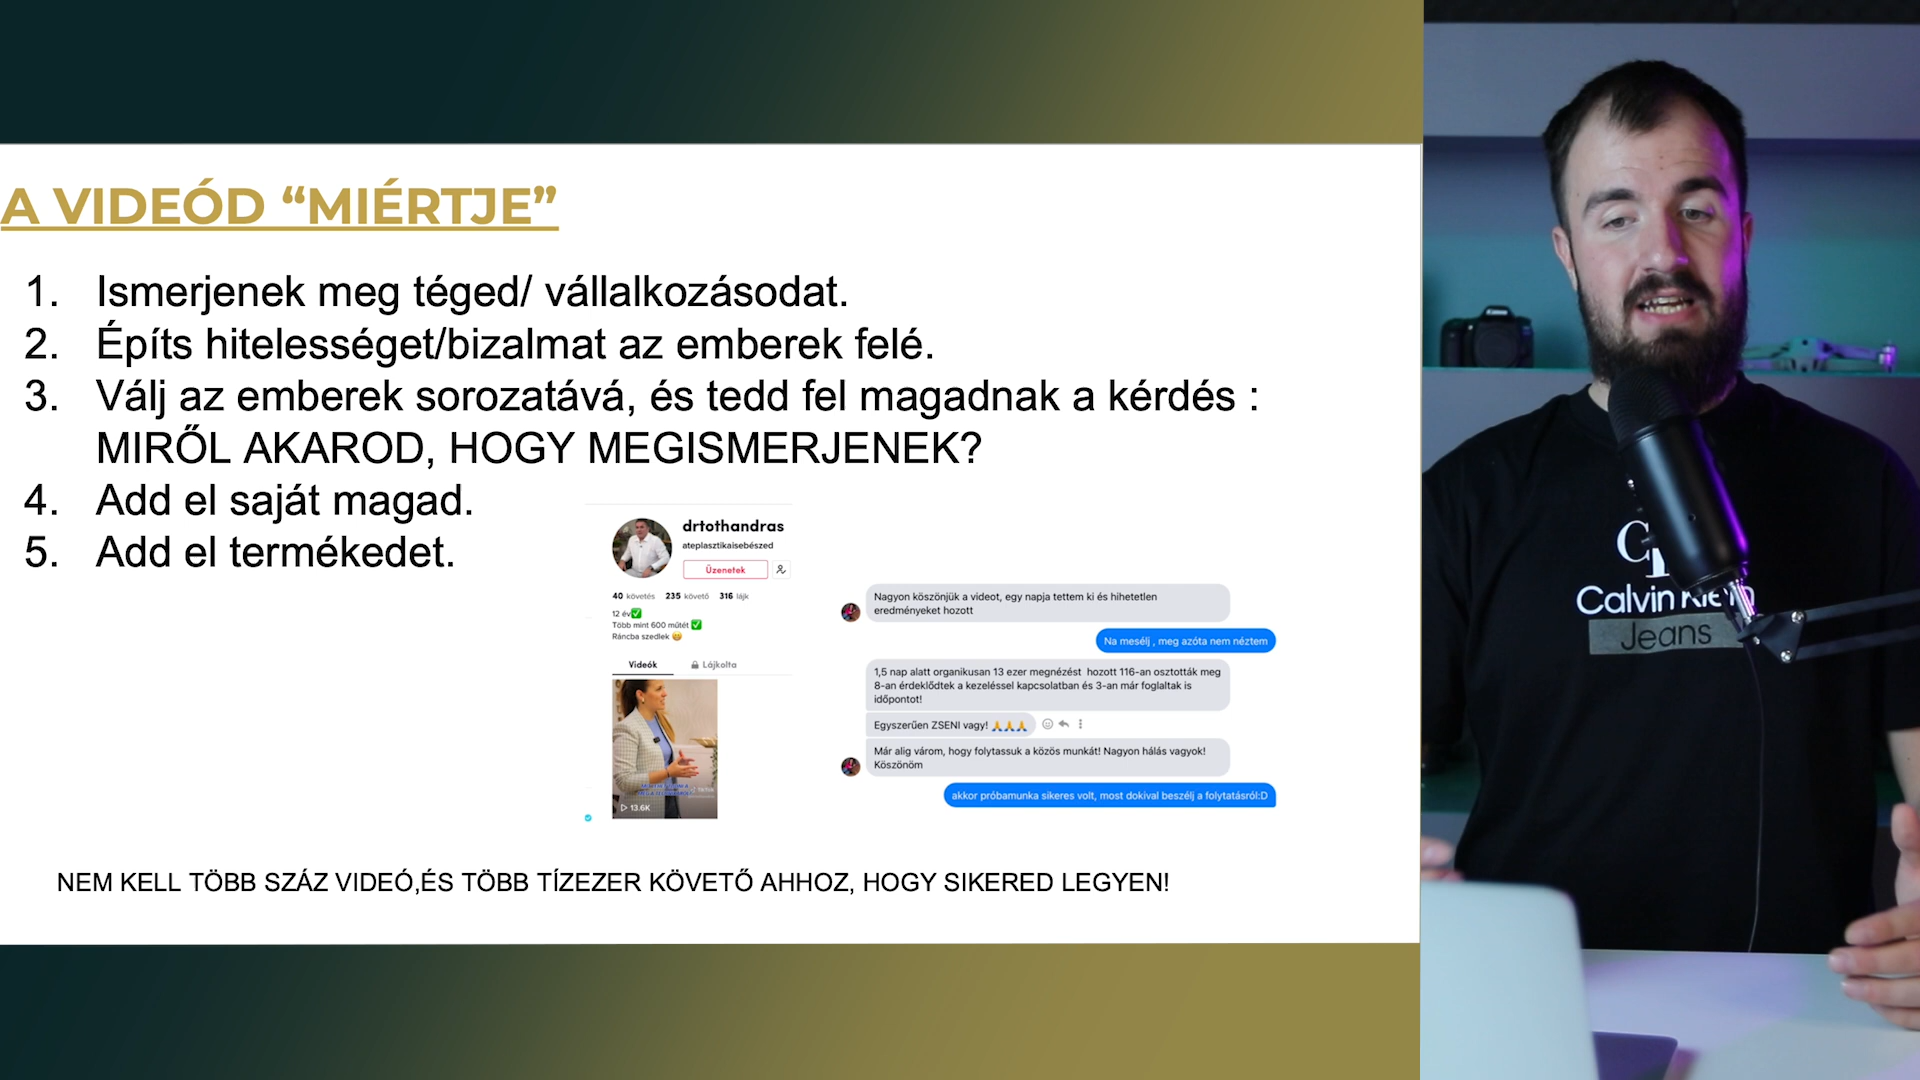 A VIDEÓD “MIÉRTJE”
1. Ismerjenek meg téged/ vállalkozásodat.
2. Építs hitelességet/bizalmat az emberek felé.
3. Válj az emberek sorozatává, és tedd fel magadnak a kérdés :
MIRŐL AKAROD, HOGY MEGISMERJENEK?
4. Add el saját magad.
5. Add el termékedet.
drtothandras
ateplasztikaisebészed
Üzenetek
40 követés 235 követő 316 lájk
12 év✅
Több mint 600 műtét ✅
Ráncba szedlek 😁
Videók Lájkolta
13.6K
Nagyon köszönjük a videot, egy napja tettem ki és hihetetlen
eredményeket hozott
Na mesélj , meg azóta nem néztem
1,5 nap alatt organikusan 13 ezer megnézést hozott 116-an osztották meg
8-an érdeklődtek a kezeléssel kapcsolatban és 3-an már foglaltak is
időpontot!
Egyszerűen ZSENI vagy! 🙏🙏🙏
Már alig várom, hogy folytassuk a közös munkát! Nagyon hálás vagyok!
Köszönöm
akkor próbamunka sikeres volt, most dokival beszélj a folytatásról:D
NEM KELL TÖBB SZÁZ VIDEÓ,ÉS TÖBB TÍZEZER KÖVETŐ AHHOZ, HOGY SIKERED LEGYEN!
Calvin Klein
Jeans